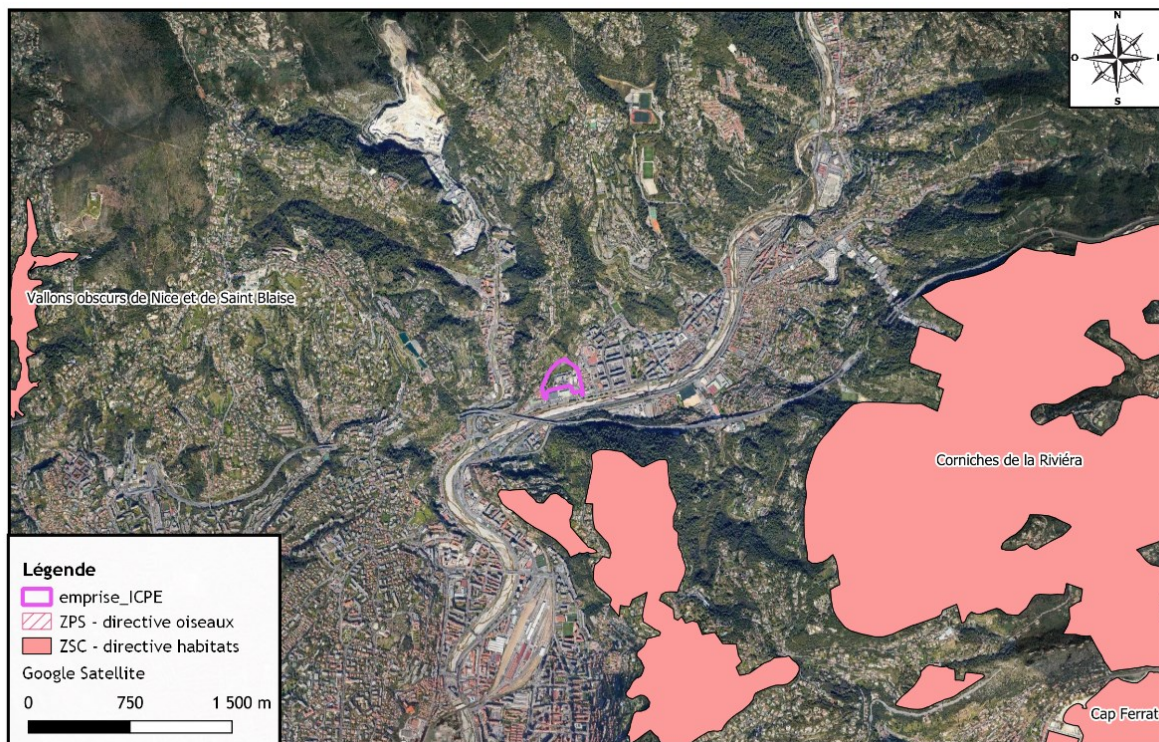 N
O
S
Vallons obscurs de Nice et de Saint Blaise
Corniches de la Riviéra
Cap Ferrat
Légende
emprise_ICPE
ZPS - directive oiseaux
ZSC - directive habitats
Google Satellite
0 750 1 500 m